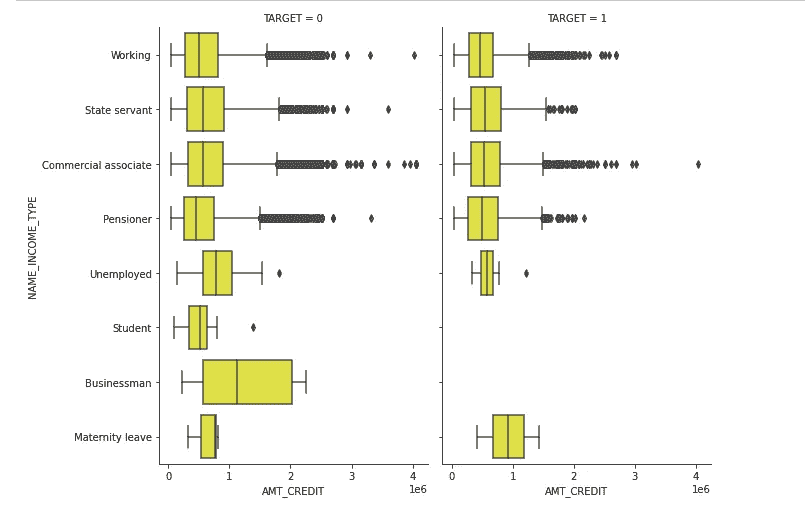 TARGET = 0
TARGET = 1
NAME_INCOME_TYPE
Working
State servant
Commercial associate
Pensioner
Unemployed
Student
Businessman
Maternity leave
0 1 2 3 4
1e6
AMT_CREDIT
0 1 2 3 4
1e6
AMT_CREDIT